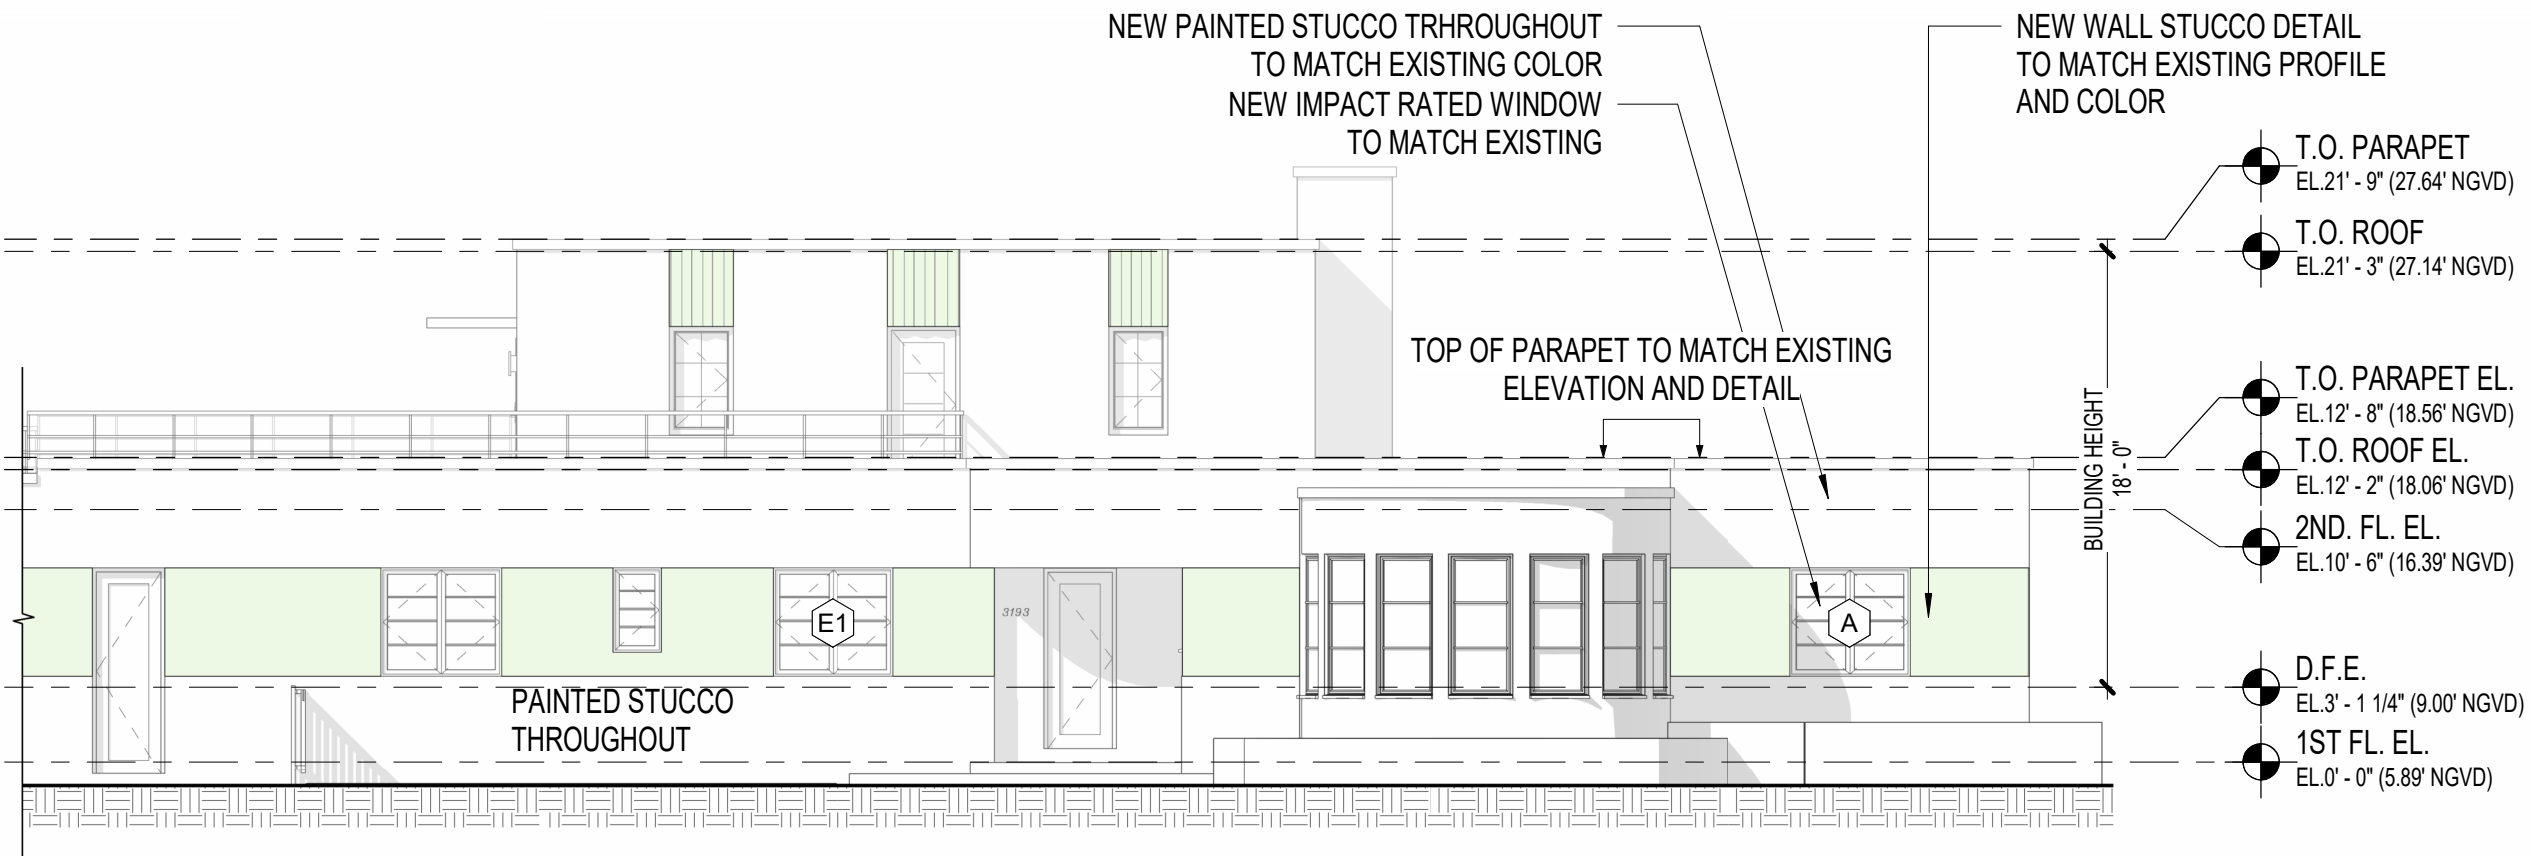 NEW PAINTED STUCCO TRHROUGHOUT
TO MATCH EXISTING COLOR
NEW IMPACT RATED WINDOW
TO MATCH EXISTING
NEW WALL STUCCO DETAIL
TO MATCH EXISTING PROFILE
AND COLOR
T.O. PARAPET
EL.21' - 9" (27.64' NGVD)
T.O. ROOF
EL.21' - 3" (27.14' NGVD)
TOP OF PARAPET TO MATCH EXISTING
ELEVATION AND DETAIL
T.O. PARAPET EL.
EL.12' - 8" (18.56' NGVD)
T.O. ROOF EL.
EL.12' - 2" (18.06' NGVD)
BUILDING HEIGHT
18' - 0"
2ND. FL. EL.
EL.10' - 6" (16.39' NGVD)
3193
E1
A
PAINTED STUCCO
THROUGHOUT
D.F.E.
EL.3' - 1 1/4" (9.00' NGVD)
1ST FL. EL.
EL.0' - 0" (5.89' NGVD)